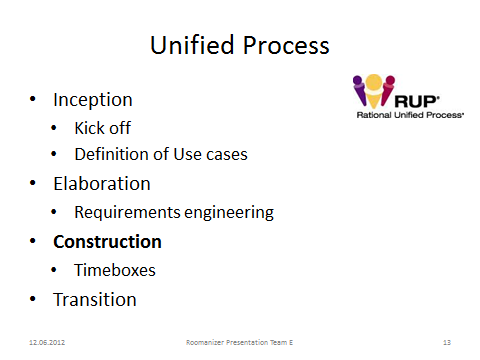 Unified Process
• Inception
• Kick off
• Definition of Use cases
• Elaboration
• Requirements engineering
• Construction
• Timeboxes
• Transition
RUP®
Rational Unified Process®
12.06.2012
Roomanizer Presentation Team E
13